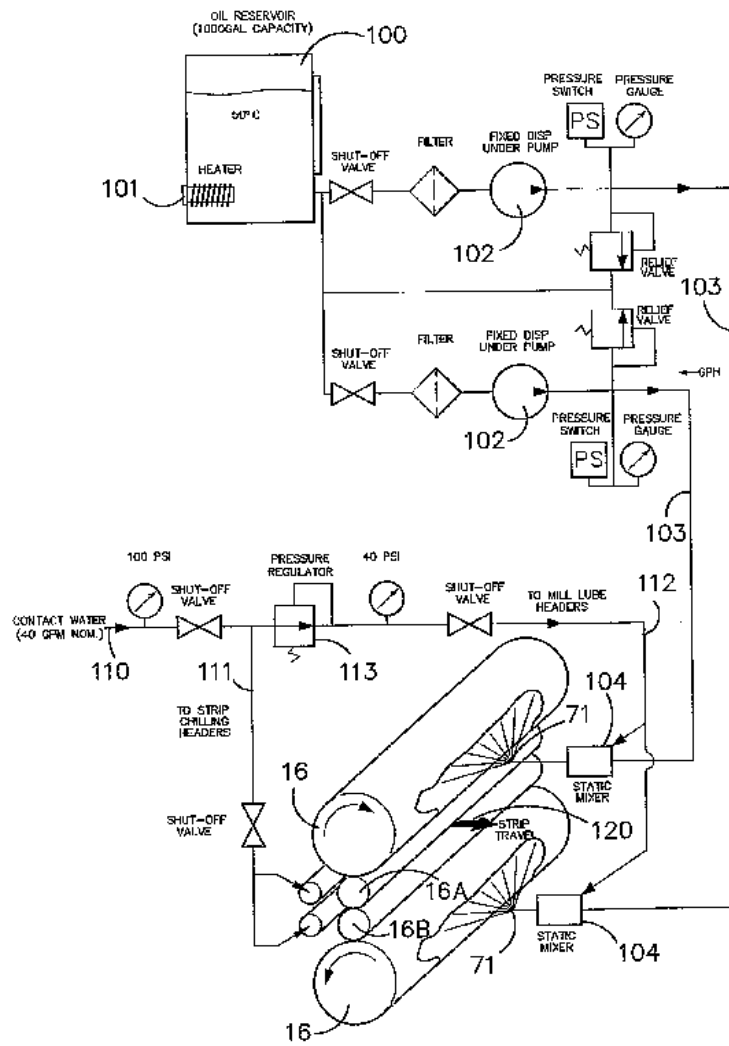 OIL RESERVOIR
(1000GAL CAPACITY)
100
50°C
HEATER
101
SHUT-OFF
VALVE
FILTER
FIXED DISP
UNDER PUMP
102
PRESSURE
SWITCH
PS
PRESSURE
GAUGE
RELIEF
VALVE
103
RELIEF
VALVE
SHUT-OFF
VALVE
FILTER
FIXED DISP
UNDER PUMP
102
GPH
PRESSURE
SWITCH
PS
PRESSURE
GAUGE
103
100 PSI
SHUT-OFF
VALVE
PRESSURE
REGULATOR
40 PSI
SHUT-OFF
VALVE
TO MILL LUBE
HEADERS
112
CONTACT WATER
(40 GPM NOM.)
110
111
113
TO STRIP
CHILLING
HEADERS
71
104
STATIC
MIXER
16
SHUT-OFF
VALVE
120
STRIP
TRAVEL
16A
16B
71
STATIC
MIXER
104
16